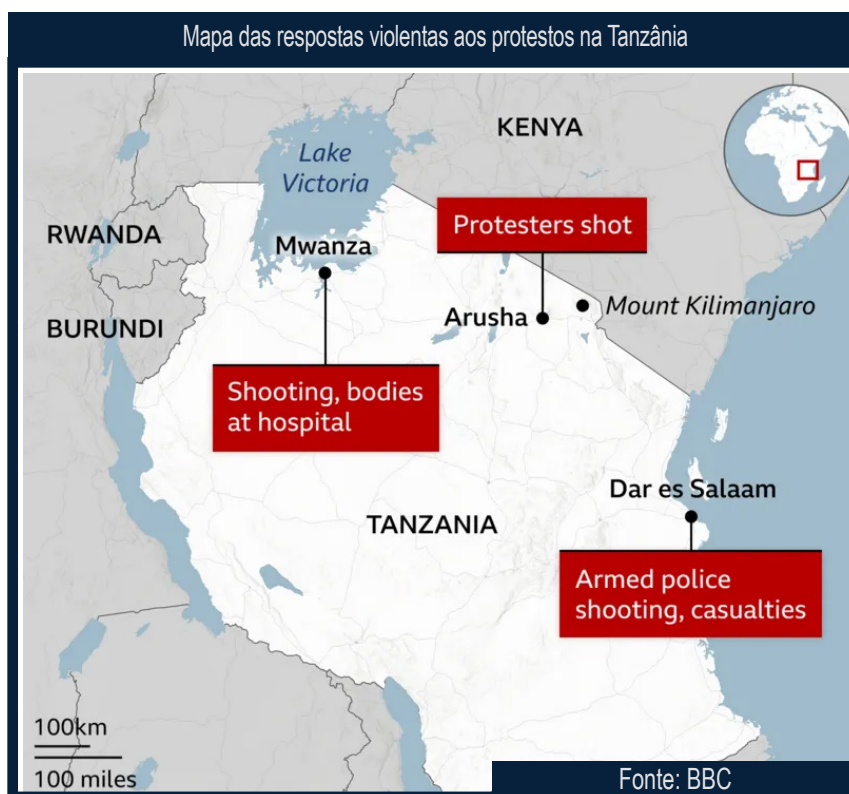 Mapa das respostas violentas aos protestos na Tanzânia
KENYA
Lake
Victoria
RWANDA
Protesters shot
Mwanza
BURUNDI
Arusha
Mount Kilimanjaro
Shooting, bodies
at hospital
Dar es Salaam
TANZANIA
Armed police
shooting, casualties
100km
100 miles
Fonte: BBC